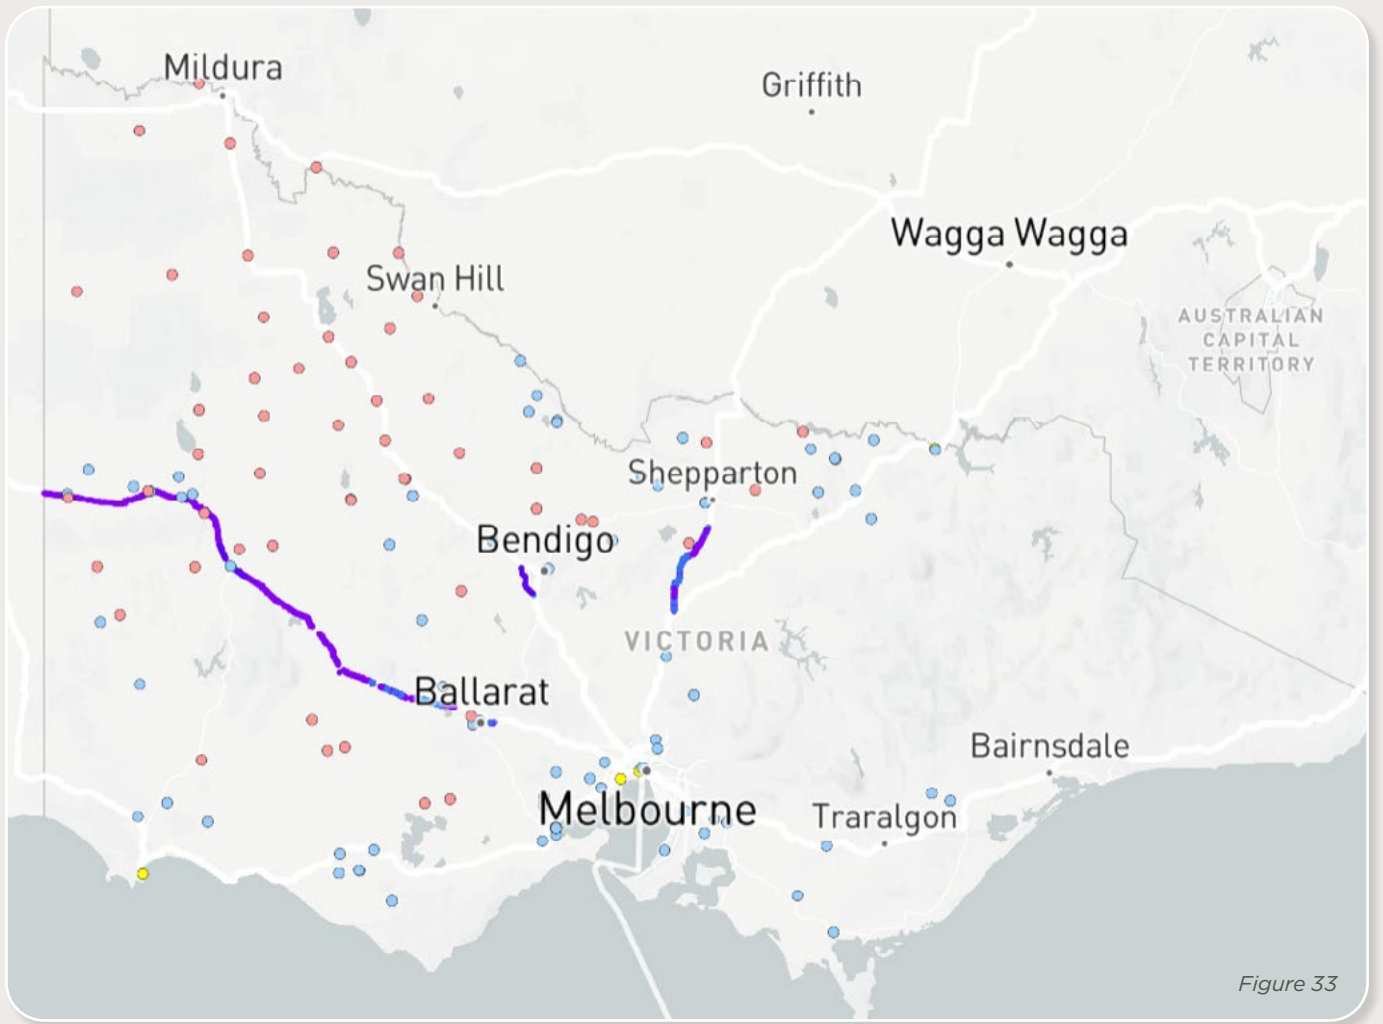 Mildura
Griffith
Wagga Wagga
Swan Hill
AUSTRALIAN
CAPITAL
TERRITORY
Shepparton
Bendigo
VICTORIA
Ballarat
Bairnsdale
Melbourne
Traralgon
Figure 33